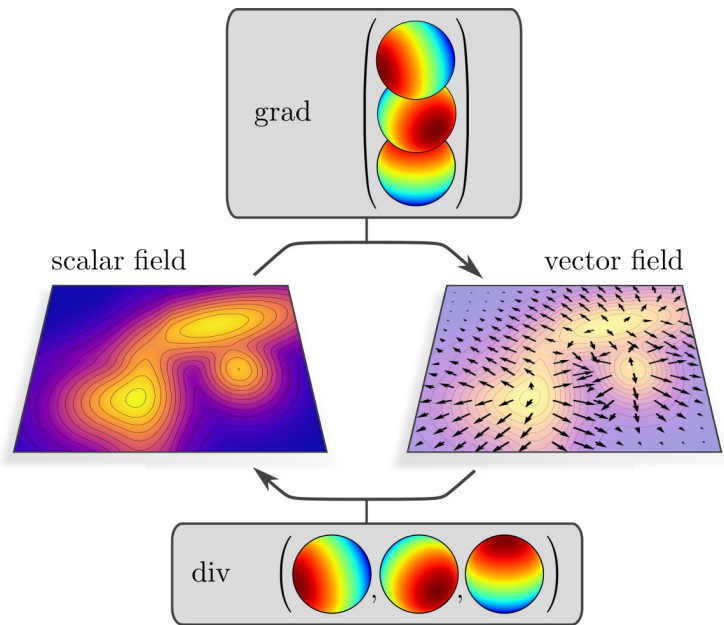 grad
scalar field
vector field
div
( , , )